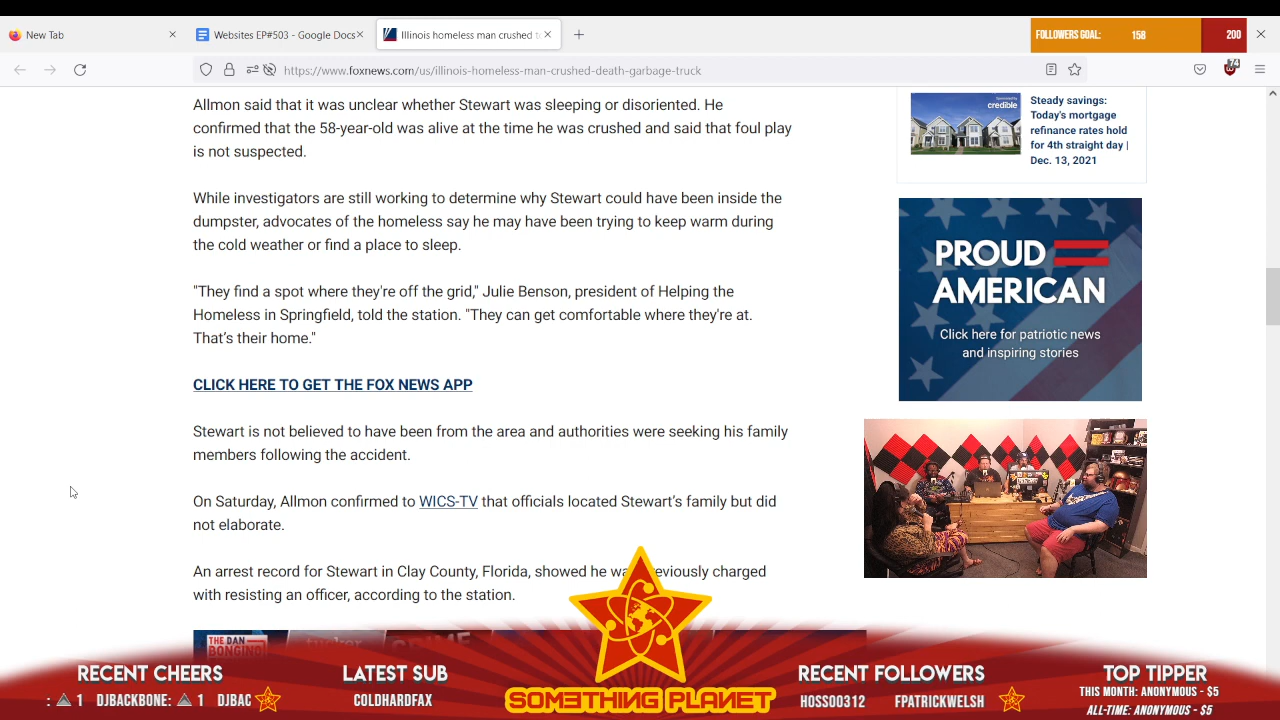 New Tab
Websites EP#503 - Google Docs
Illinois homeless man crushed t
FOLLOWERS GOAL: 158 200
https://www.foxnews.com/us/illinois-homeless-man-crushed-death-garbage-truck
74
Allmon said that it was unclear whether Stewart was sleeping or disoriented. He
confirmed that the 58-year-old was alive at the time he was crushed and said that foul play
is not suspected.
While investigators are still working to determine why Stewart could have been inside the
dumpster, advocates of the homeless say he may have been trying to keep warm during
the cold weather or find a place to sleep.
"They find a spot where they're off the grid," Julie Benson, president of Helping the
Homeless in Springfield, told the station. "They can get comfortable where they're at.
That's their home."
CLICK HERE TO GET THE FOX NEWS APP
Stewart is not believed to have been from the area and authorities were seeking his family
members following the accident.
On Saturday, Allmon confirmed to WICS-TV that officials located Stewart's family but did
not elaborate.
An arrest record for Stewart in Clay County, Florida, showed he was previously charged
with resisting an officer, according to the station.
credible
Steady savings:
Today's mortgage
refinance rates hold
for 4th straight day |
Dec. 13, 2021
PROUD
AMERICAN
Click here for patriotic news
and inspiring stories
THE DAN
BONGINO
tucker
CRIME
RECENT CHEERS
: 1 DJBACKBONE: 1 DJBAC
LATEST SUB
COLDHARDFAX
SOMETHING PLANET
RECENT FOLLOWERS
HOSSOO312 FPATRICKWELSH
TOP TIPPER
THIS MONTH: ANONYMOUS - $5
ALL-TIME: ANONYMOUS - $5